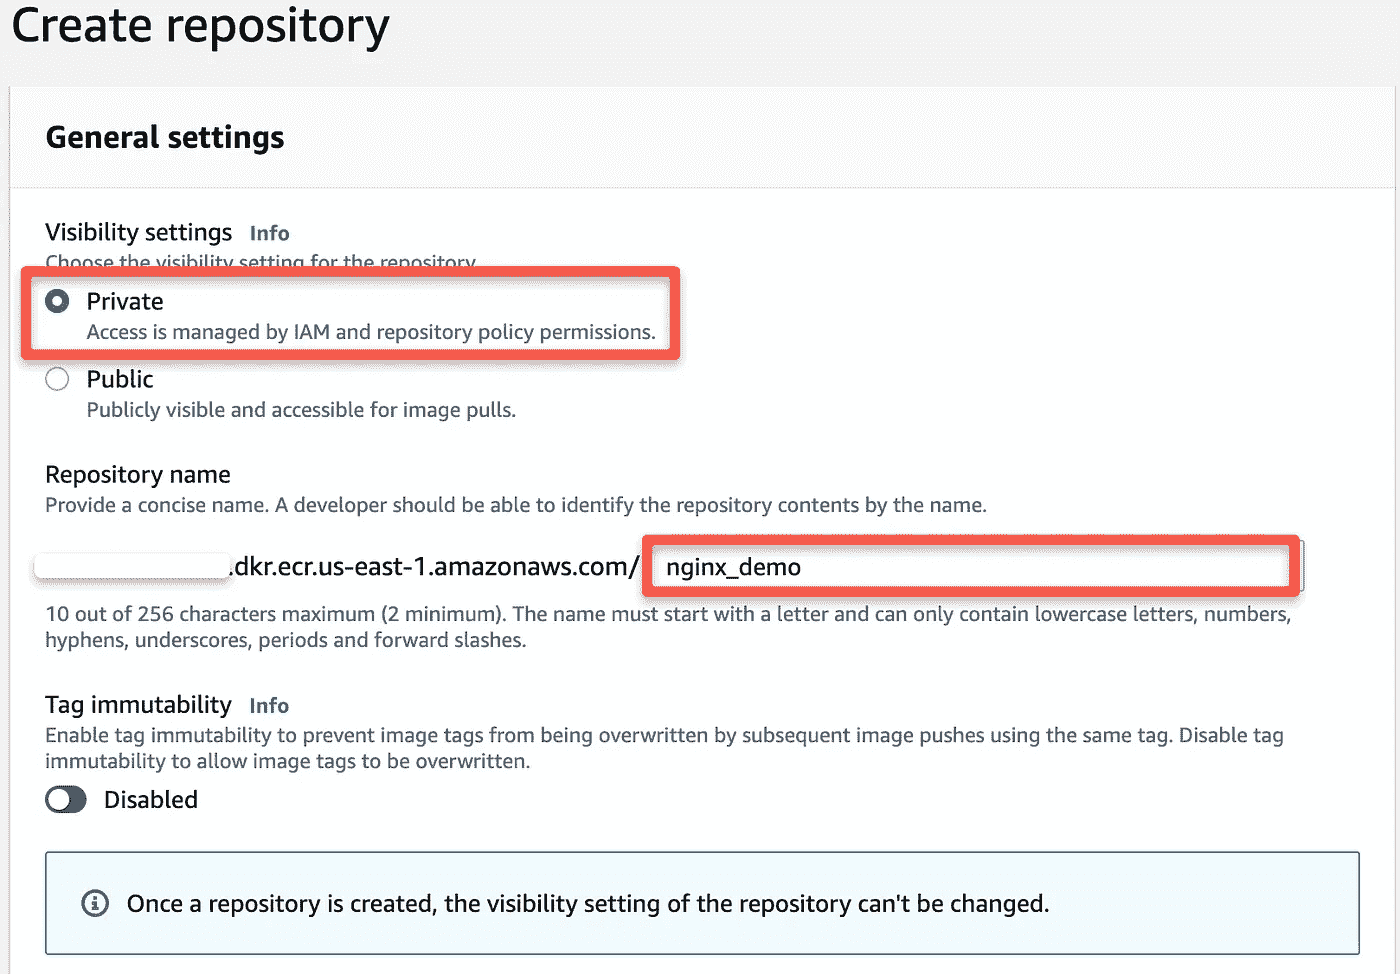 Create repository
General settings
Visibility settings Info
Choose the visibility setting for the repository.
Private
Access is managed by IAM and repository policy permissions.
Public
Publicly visible and accessible for image pulls.
Repository name
Provide a concise name. A developer should be able to identify the repository contents by the name.
.dkr.ecr.us-east-1.amazonaws.com/ nginx_demo
10 out of 256 characters maximum (2 minimum). The name must start with a letter and can only contain lowercase letters, numbers,
hyphens, underscores, periods and forward slashes.
Tag immutability Info
Enable tag immutability to prevent image tags from being overwritten by subsequent image pushes using the same tag. Disable tag
immutability to allow image tags to be overwritten.
Disabled
Once a repository is created, the visibility setting of the repository can't be changed.